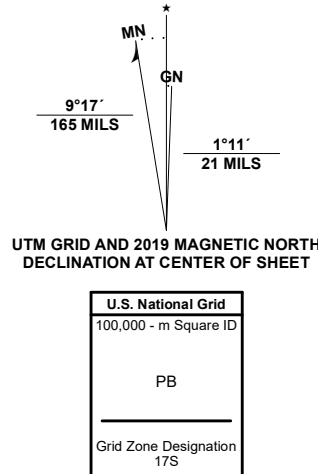 MN
GN
9°17´
165 MILS
1°11´
21 MILS
UTM GRID AND 2019 MAGNETIC NORTH
DECLINATION AT CENTER OF SHEET
U.S. National Grid
100,000 - m Square ID
PB
Grid Zone Designation
17S